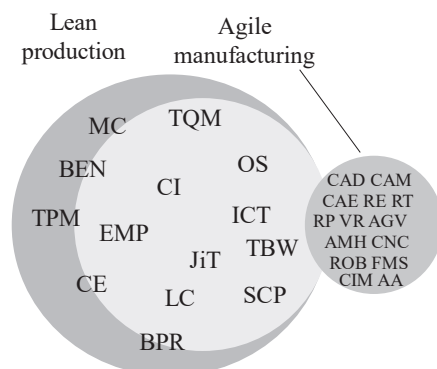 Lean
production
Agile
manufacturing
MC
TQM
BEN
OS
CI
TPM
EMP
ICT
JiT
TBW
CE
LC
SCP
BPR
CAD CAM
CAE RE RT
RP VR AGV
AMH CNC
ROB FMS
CIM AA